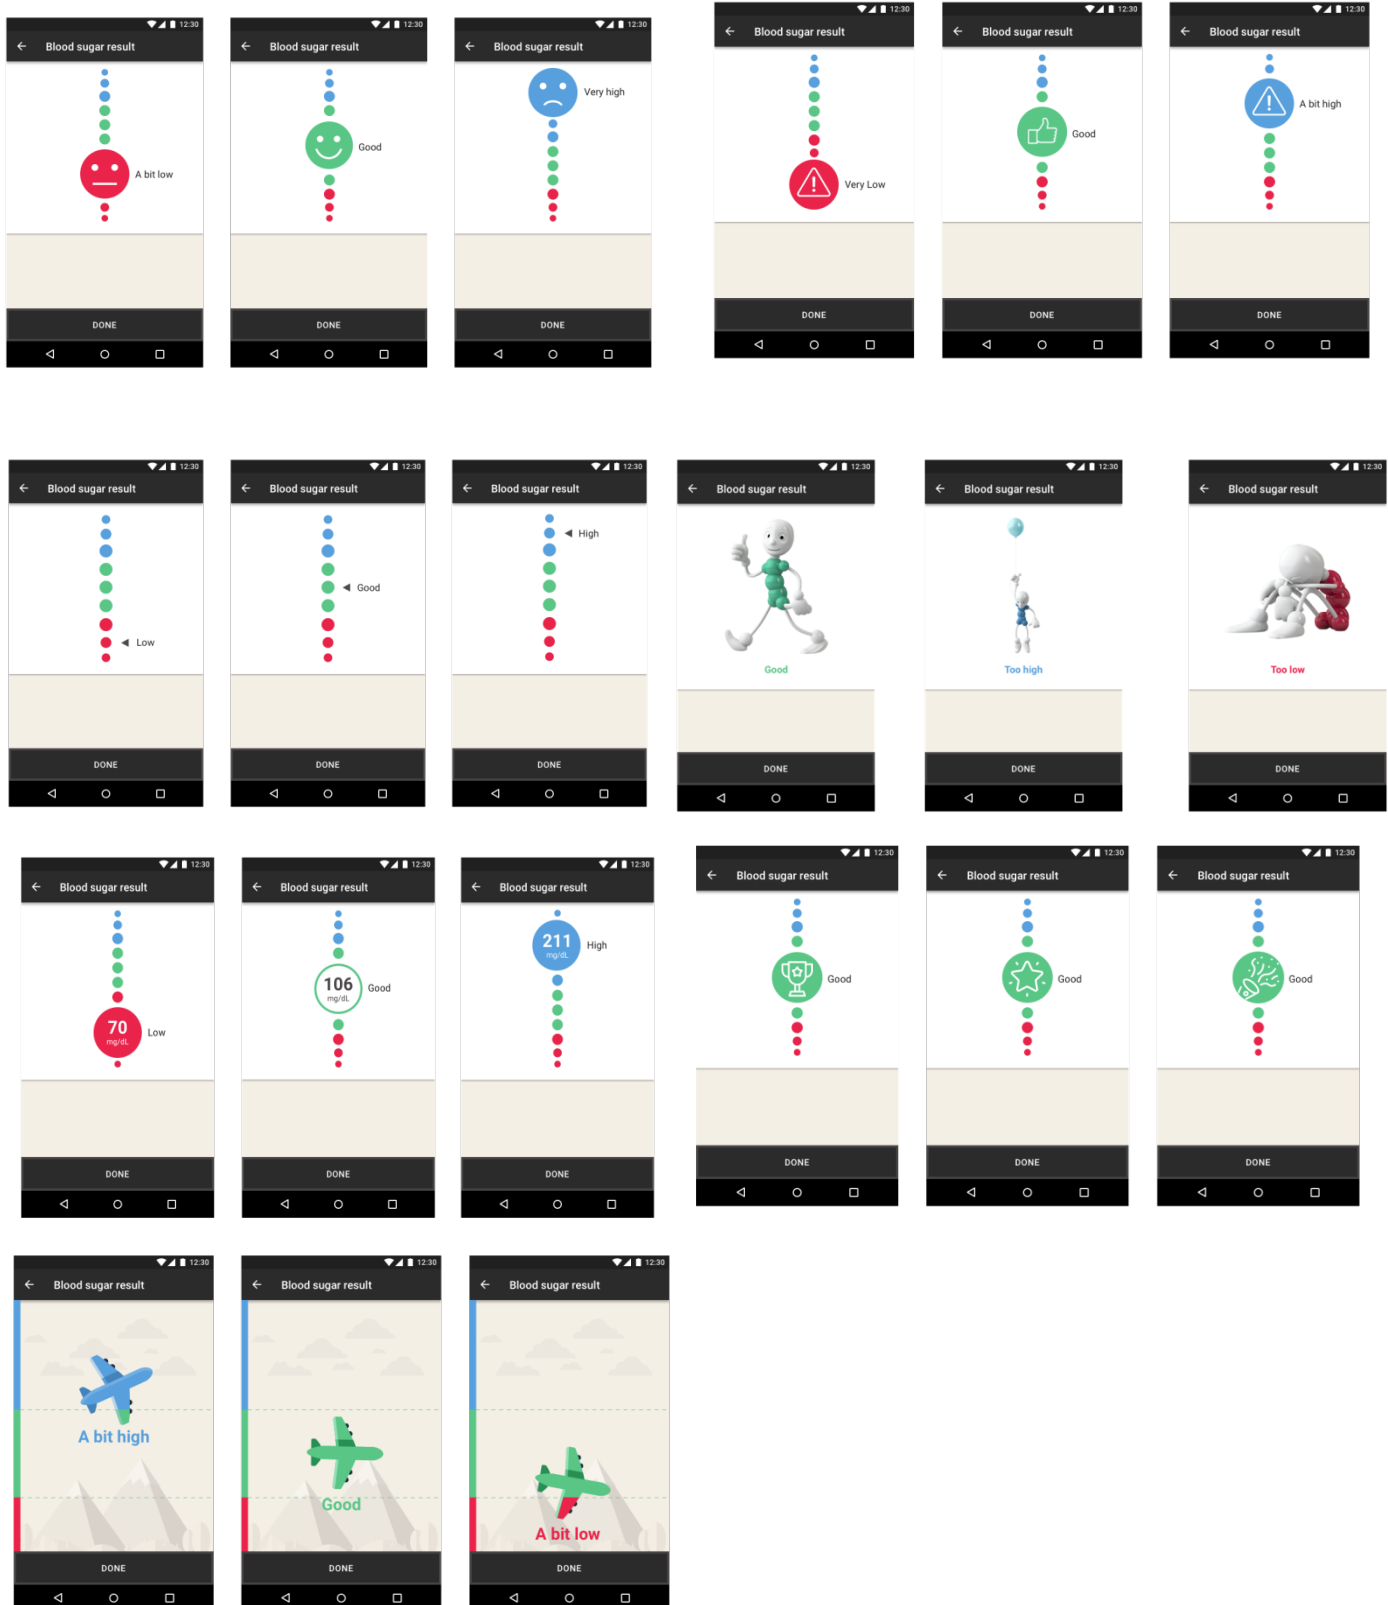 12:30
Blood sugar result
A bit low
DONE
12:30
Blood sugar result
Good
DONE
12:30
Blood sugar result
Very high
DONE
12:30
Blood sugar result
Very Low
DONE
12:30
Blood sugar result
Good
DONE
12:30
Blood sugar result
A bit high
DONE
12:30
Blood sugar result
Low
DONE
12:30
Blood sugar result
Good
DONE
12:30
Blood sugar result
High
DONE
12:30
Blood sugar result
Good
DONE
12:30
Blood sugar result
Too high
DONE
12:30
Blood sugar result
Too low
DONE
12:30
Blood sugar result
70
mg/dL
Low
DONE
12:30
Blood sugar result
106
mg/dL
Good
DONE
12:30
Blood sugar result
211
mg/dL
High
DONE
12:30
Blood sugar result
Good
DONE
12:30
Blood sugar result
Good
DONE
12:30
Blood sugar result
Good
DONE
12:30
Blood sugar result
A bit high
DONE
12:30
Blood sugar result
Good
DONE
12:30
Blood sugar result
A bit low
DONE